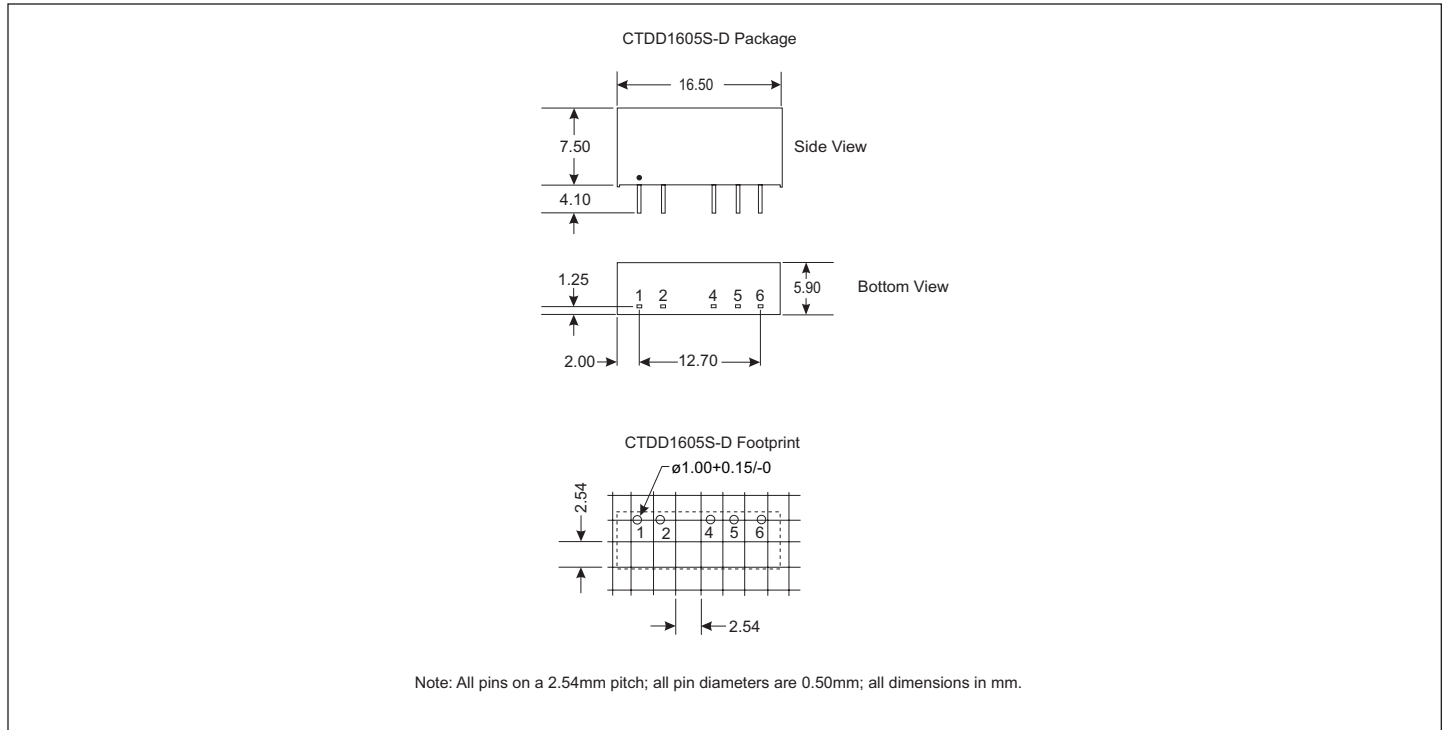 CTDD1605S-D Package
16.50
7.50
Side View
4.10
1.25
1 2 4 5 6
5.90
Bottom View
2.00
12.70
CTDD1605S-D Footprint
ø1.00+0.15/-0
2.54
1 2 4 5 6
2.54
Note: All pins on a 2.54mm pitch; all pin diameters are 0.50mm; all dimensions in mm.